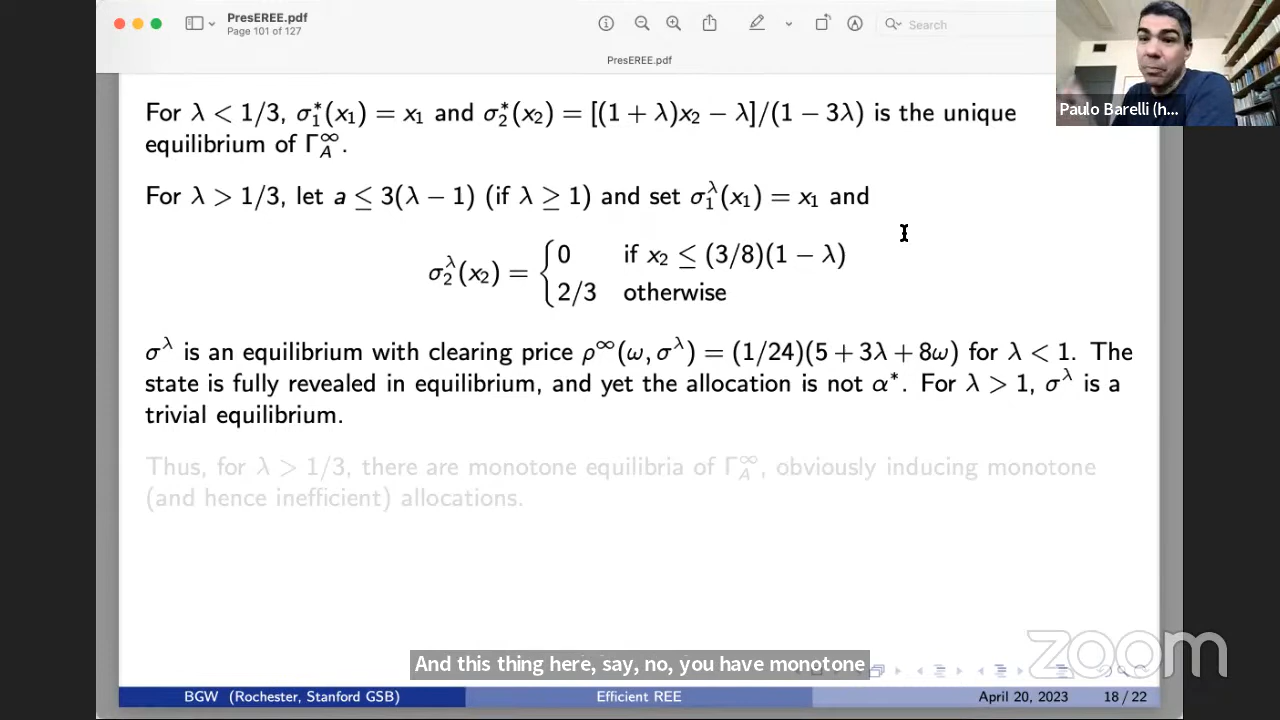 PresEREE.pdf
Page 101 of 127
Search
PresEREE.pdf
Paulo Barelli (h...
For λ < 1/3, σ₁*(x₁) = x₁ and σ₂*(x₂) = [(1 + λ)x₂ − λ]/(1 − 3λ) is the unique
equilibrium of Γ_A^∞.
For λ > 1/3, let a ≤ 3(λ − 1) (if λ ≥ 1) and set σ₁^λ(x₁) = x₁ and
σ₂^λ(x₂) = { 0 if x₂ ≤ (3/8)(1 − λ)
2/3 otherwise
σ^λ is an equilibrium with clearing price ρ^∞(ω, σ^λ) = (1/24)(5 + 3λ + 8ω) for λ < 1. The
state is fully revealed in equilibrium, and yet the allocation is not α*. For λ > 1, σ^λ is a
trivial equilibrium.
Thus, for λ > 1/3, there are monotone equilibria of Γ_A^∞, obviously inducing monotone
(and hence inefficient) allocations.
And this thing here, say, no, you have monotone
zoom
BGW (Rochester, Stanford GSB) Efficient REE April 20, 2023 18 / 22